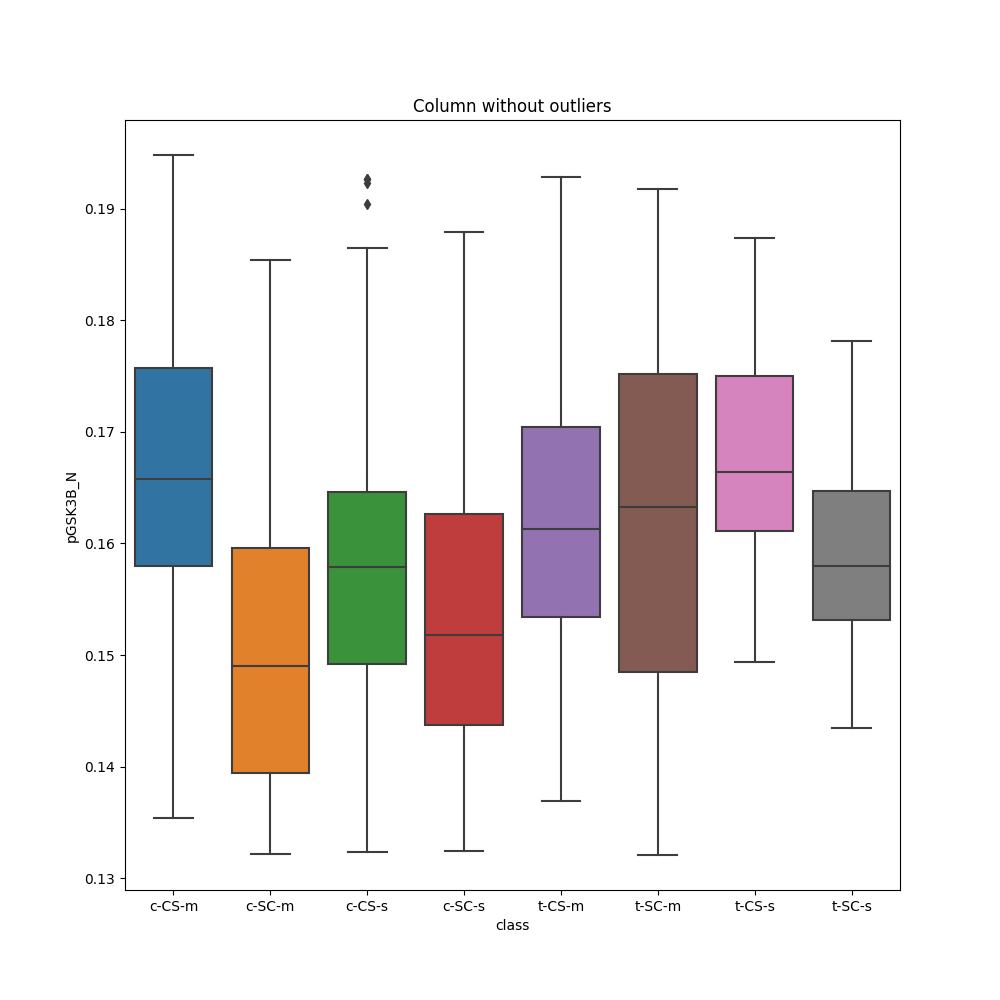 Column without outliers
pGSK3B_N
0.19
0.18
0.17
0.16
0.15
0.14
0.13
c-CS-m c-SC-m c-CS-s c-SC-s t-CS-m t-SC-m t-CS-s t-SC-s
class